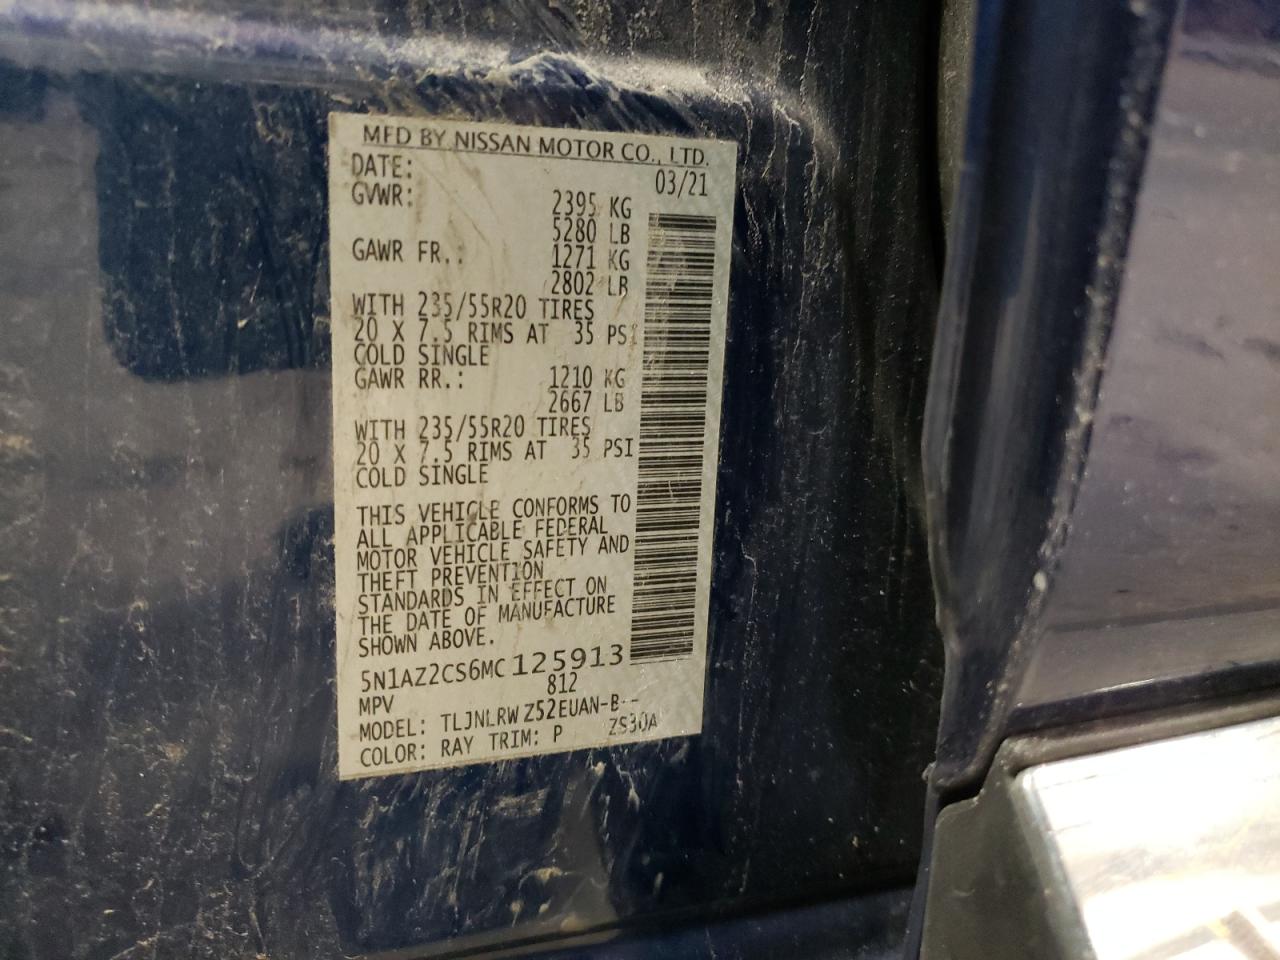 MFD BY NISSAN MOTOR CO., LTD.
DATE: 03/21
GVWR: 2395 KG
5280 LB
GAWR FR.: 1271 KG
2802 LB
WITH 235/55R20 TIRES
20 X 7.5 RIMS AT 35 PSI
COLD SINGLE
GAWR RR.: 1210 KG
2667 LB
WITH 235/55R20 TIRES
20 X 7.5 RIMS AT 35 PSI
COLD SINGLE
THIS VEHICLE CONFORMS TO
ALL APPLICABLE FEDERAL
MOTOR VEHICLE SAFETY AND
THEFT PREVENTION
STANDARDS IN EFFECT ON
THE DATE OF MANUFACTURE
SHOWN ABOVE.
5N1AZ2CS6MC125913
MPV 812
MODEL: TLJNLRWZ52EUAN-B--
COLOR: RAY TRIM: P